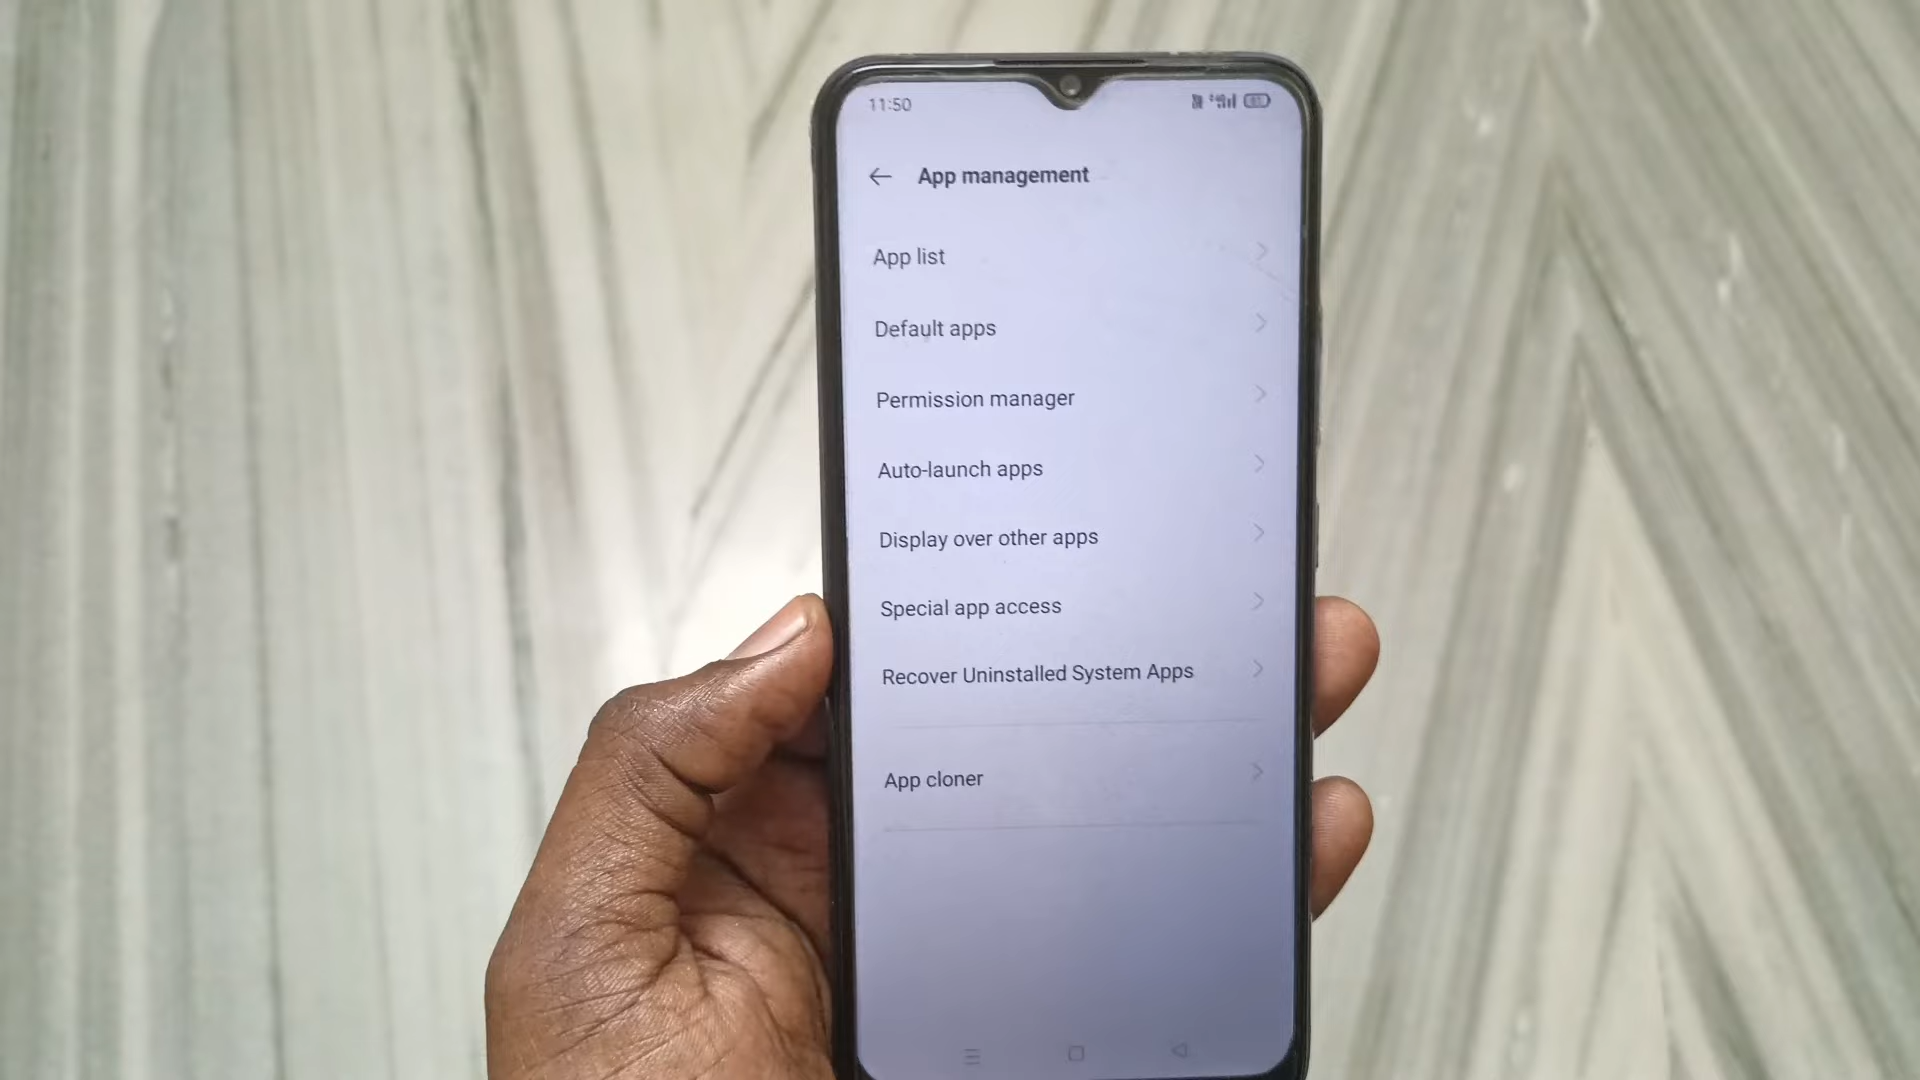 11:50
App management
App list
Default apps
Permission manager
Auto-launch apps
Display over other apps
Special app access
Recover Uninstalled System Apps
App cloner